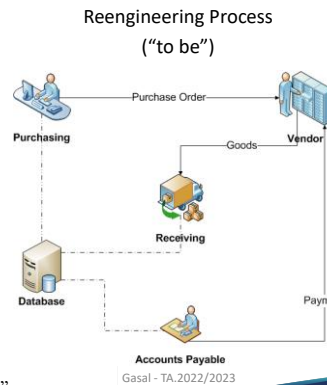 Reengineering Process
("to be")
Purchase Order
Purchasing
Vendor
Goods
Receiving
Database
Paym
Accounts Payable
Gasal - TA.2022/2023
”